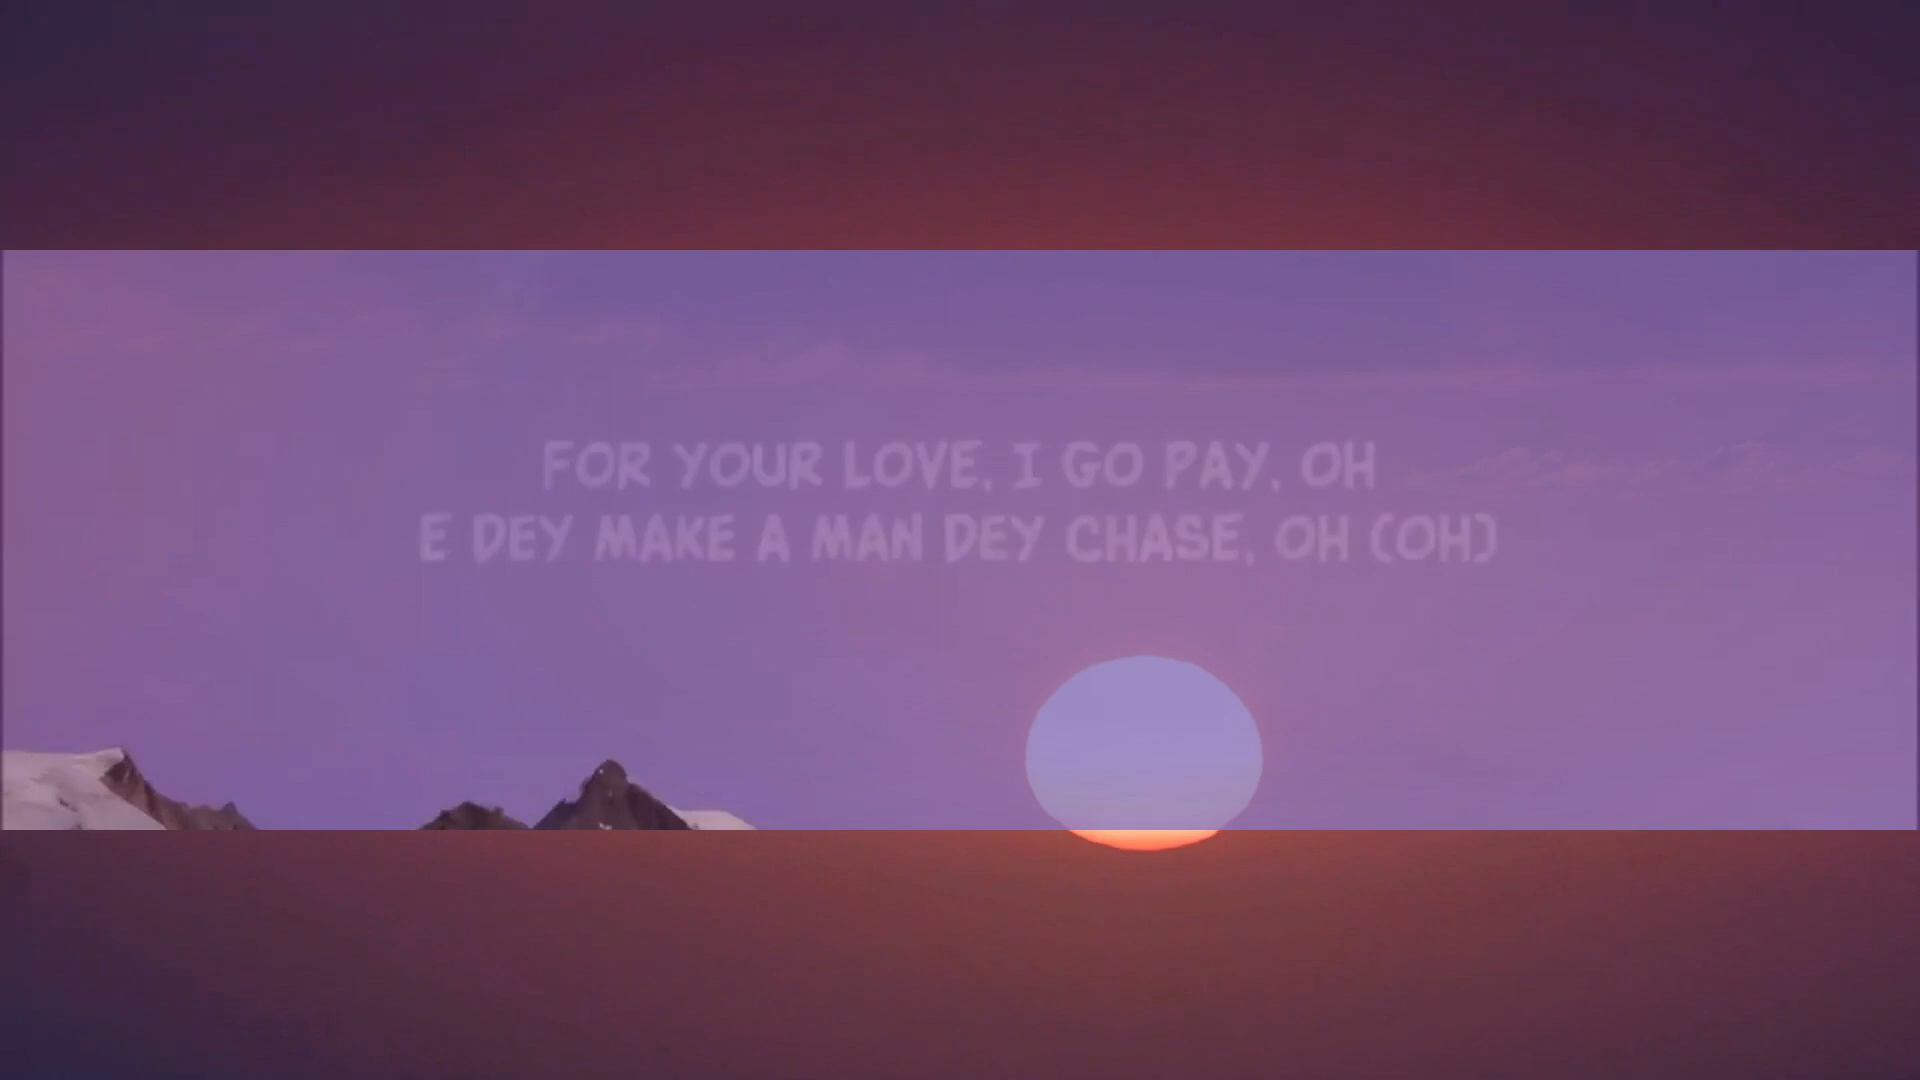 FOR YOUR LOVE, I GO PAY, OH
E DEY MAKE A MAN DEY CHASE, OH (OH)